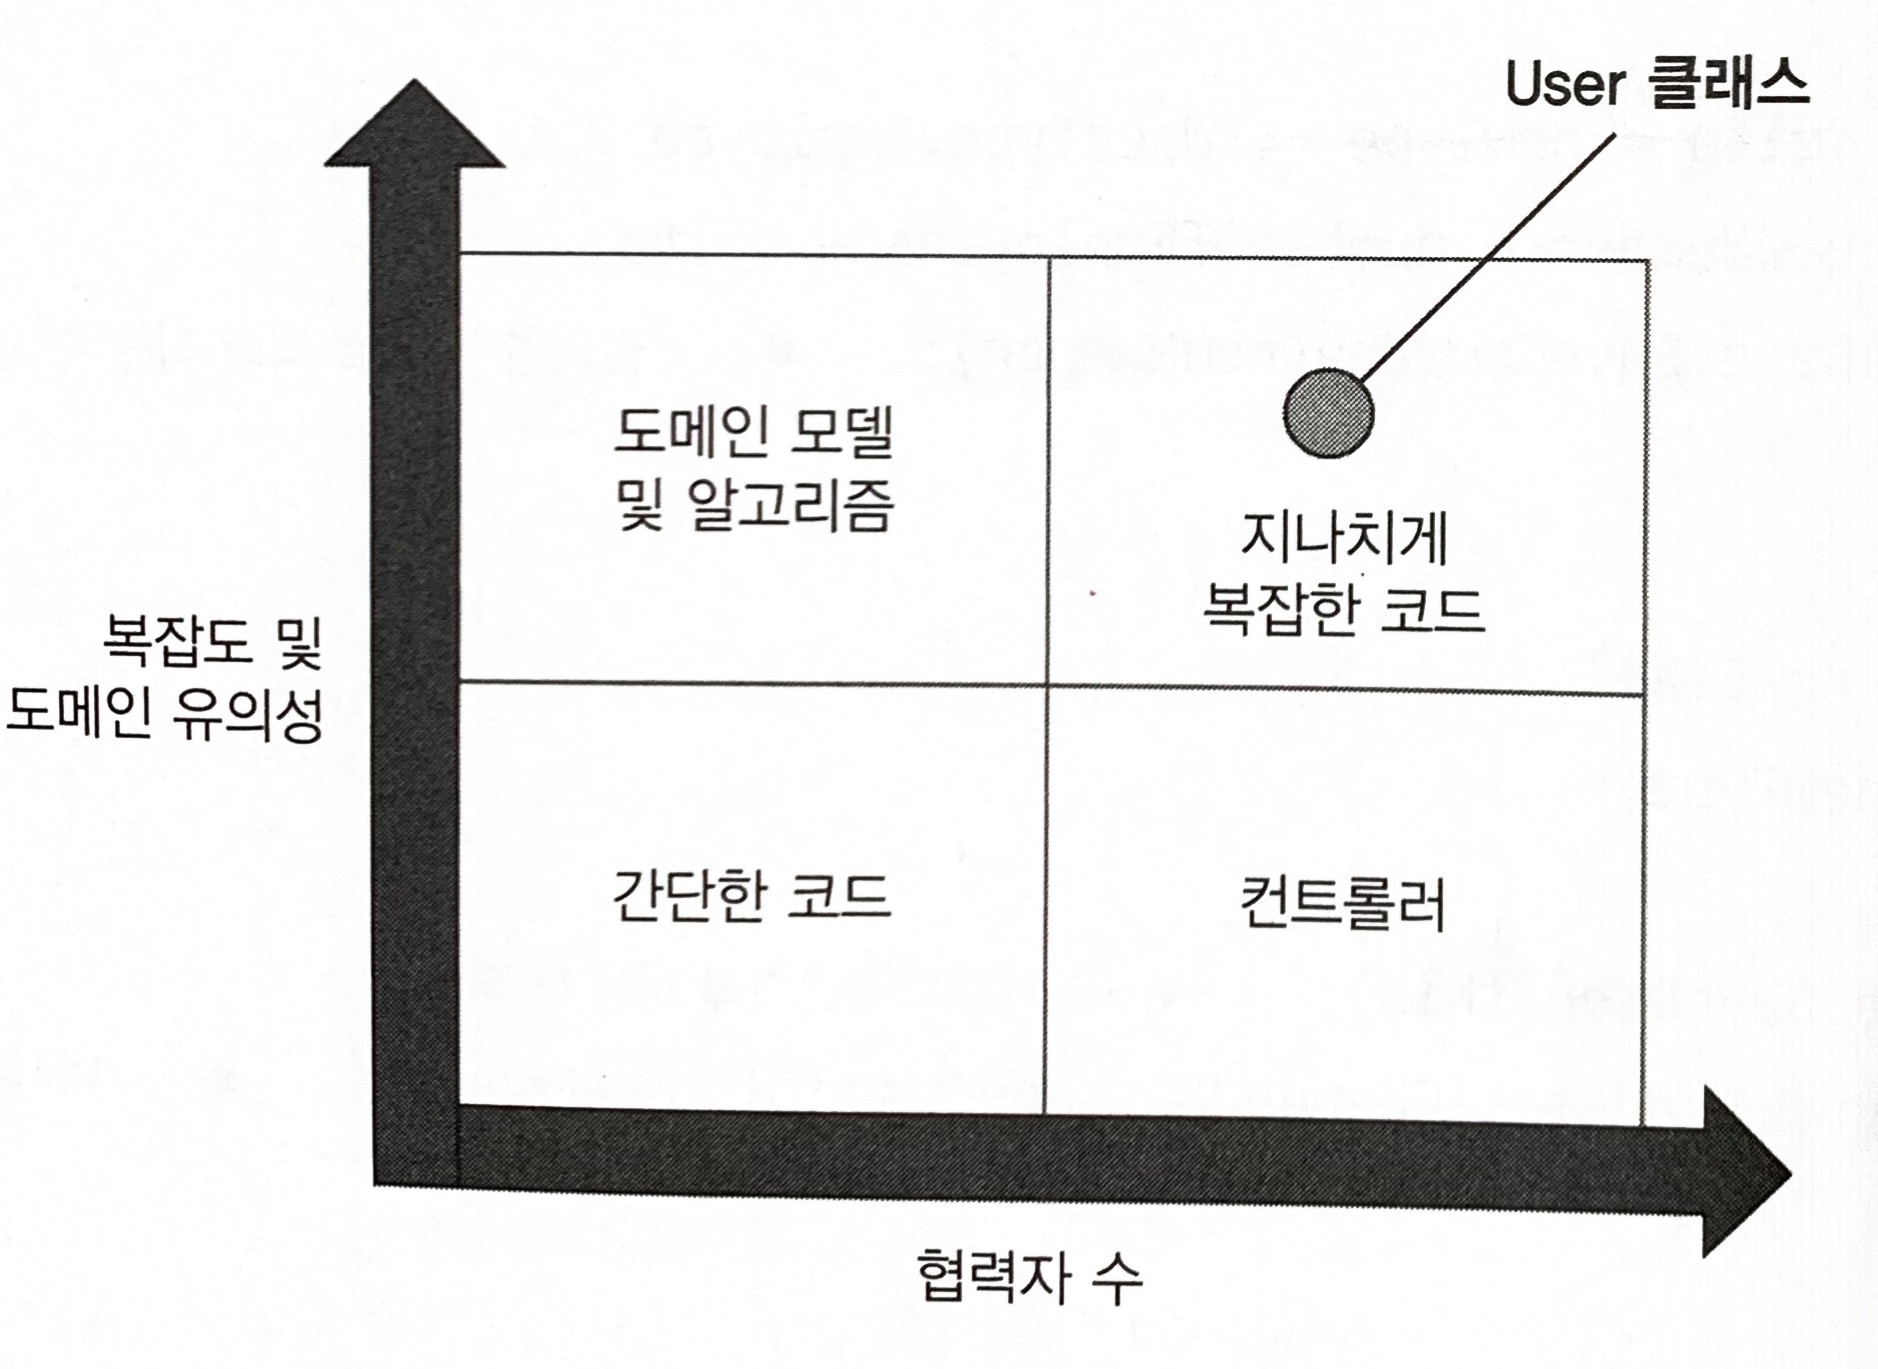 User 클래스
도메인 모델
및 알고리즘
지나치게
복잡한 코드
복잡도 및
도메인 유의성
간단한 코드
컨트롤러
협력자 수